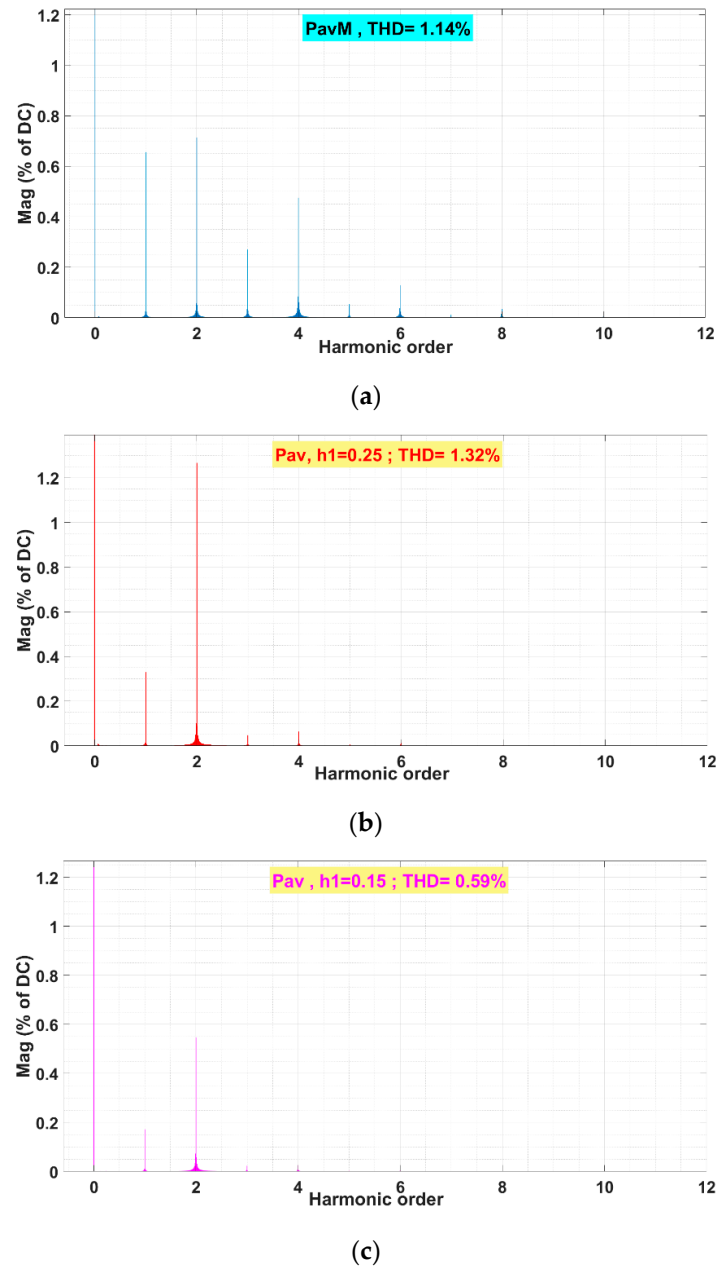 PavM , THD= 1.14%
1.2
1
0.8
0.6
0.4
0.2
0
Mag (% of DC)
0 2 4 6 8 10 12
Harmonic order
(a)
Pav, h1=0.25 ; THD= 1.32%
1.2
1
0.8
0.6
0.4
0.2
0
Mag (% of DC)
0 2 4 6 8 10 12
Harmonic order
(b)
Pav , h1=0.15 ; THD= 0.59%
1.2
1
0.8
0.6
0.4
0.2
0
Mag (% of DC)
0 2 4 6 8 10 12
Harmonic order
(c)